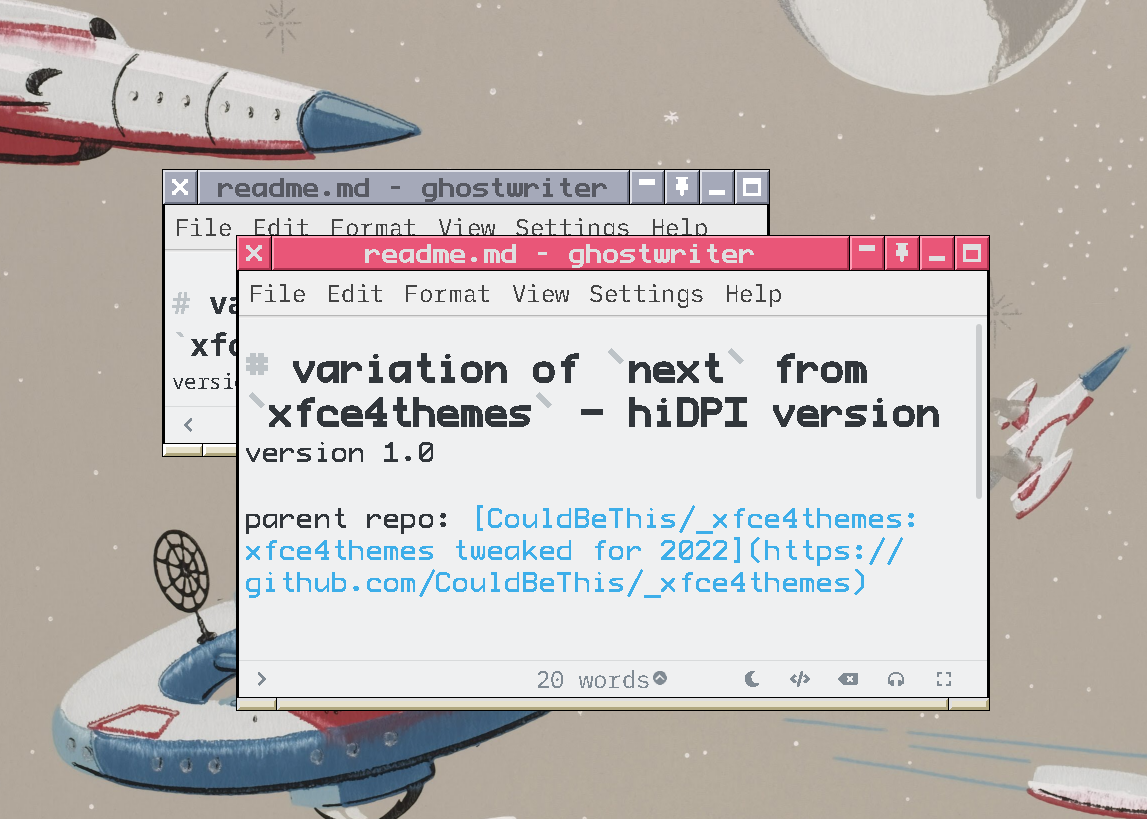 readme.md - ghostwriter
File Edit Format View Settings Help
#
`xfc
readme.md - ghostwriter
File Edit Format View Settings Help
# variation of `next` from
`xfce4themes` - hiDPI version
version 1.0
parent repo: [CouldBeThis/_xfce4themes:
xfce4themes tweaked for 2022](https://
github.com/CouldBeThis/_xfce4themes)
20 words